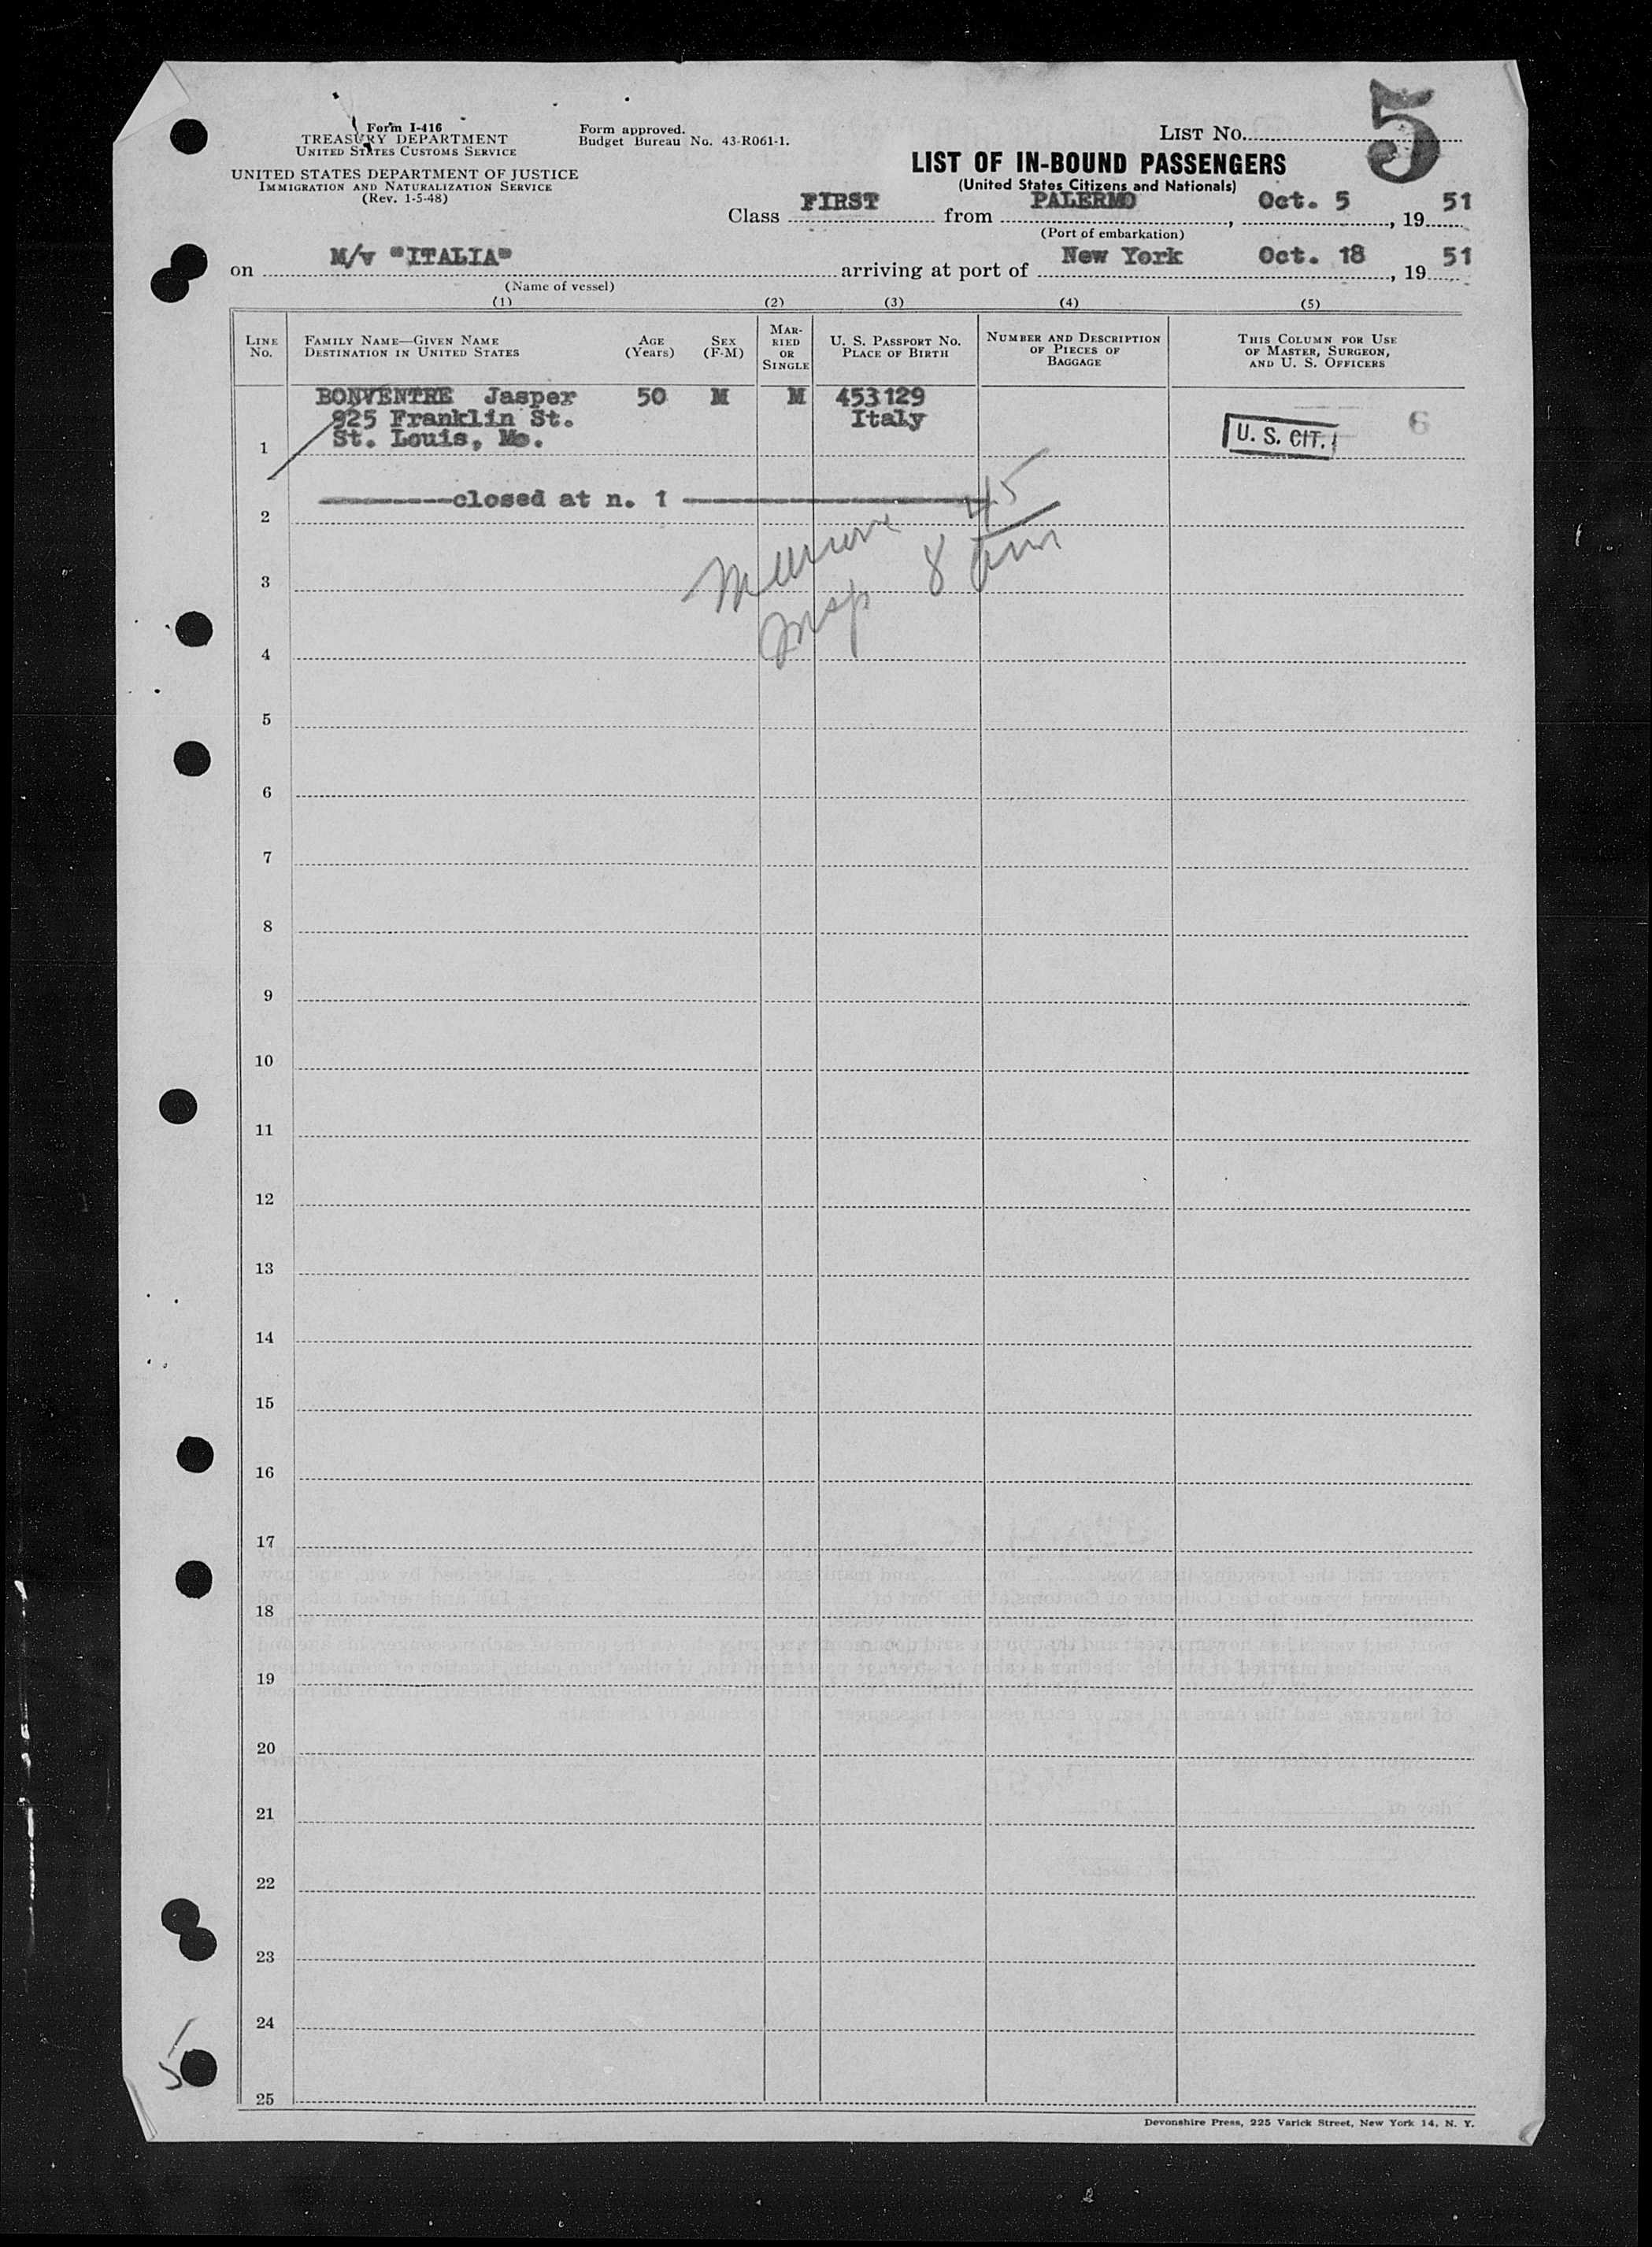 Form I-416
TREASURY DEPARTMENT
UNITED STATES CUSTOMS SERVICE
UNITED STATES DEPARTMENT OF JUSTICE
IMMIGRATION AND NATURALIZATION SERVICE
(Rev. 1-5-48)
Form approved.
Budget Bureau No. 43-R061-1.
LIST No. 5
LIST OF IN-BOUND PASSENGERS
(United States Citizens and Nationals)
Class FIRST from PALERMO, Oct. 5, 1951
(Port of embarkation)
on M/v "ITALIA" arriving at port of New York Oct. 18, 1951
(Name of vessel)
(1) (2) (3) (4) (5)
LINE No.
FAMILY NAME—GIVEN NAME
DESTINATION IN UNITED STATES
AGE (Years)
SEX (F-M)
MARRIED OR SINGLE
U. S. PASSPORT No.
PLACE OF BIRTH
NUMBER AND DESCRIPTION OF PIECES OF BAGGAGE
THIS COLUMN FOR USE OF MASTER, SURGEON, AND U. S. OFFICERS
BONVENTRE Jasper 50 M M 453129
925 Franklin St. Italy
1 St. Louis, Mo. U. S. CIT. 6
closed at n. 1
2
45
3
Insp 8
4
5
6
7
8
9
10
11
12
13
14
15
16
17
18
19
20
21
22
23
24
5
25
Devonshire Press, 225 Varick Street, New York 14, N. Y.